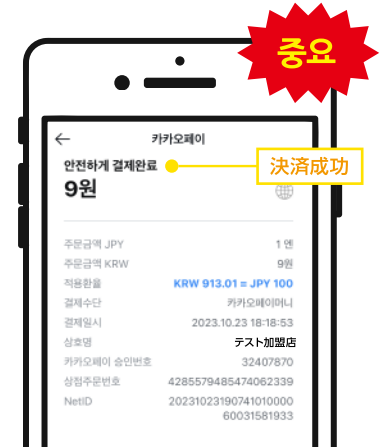 중요
← 카카오페이
안전하게 결제완료
決済成功
9원
주문금액 JPY 1 엔
주문금액 KRW 9원
적용환율 KRW 913.01 = JPY 100
결제수단 카카오페이머니
결제일시 2023.10.23 18:18:53
상호명 テスト加盟店
카카오페이 승인번호 32407870
상점주문번호 4285579485474062339
NetID 20231023190741010000
60031581933